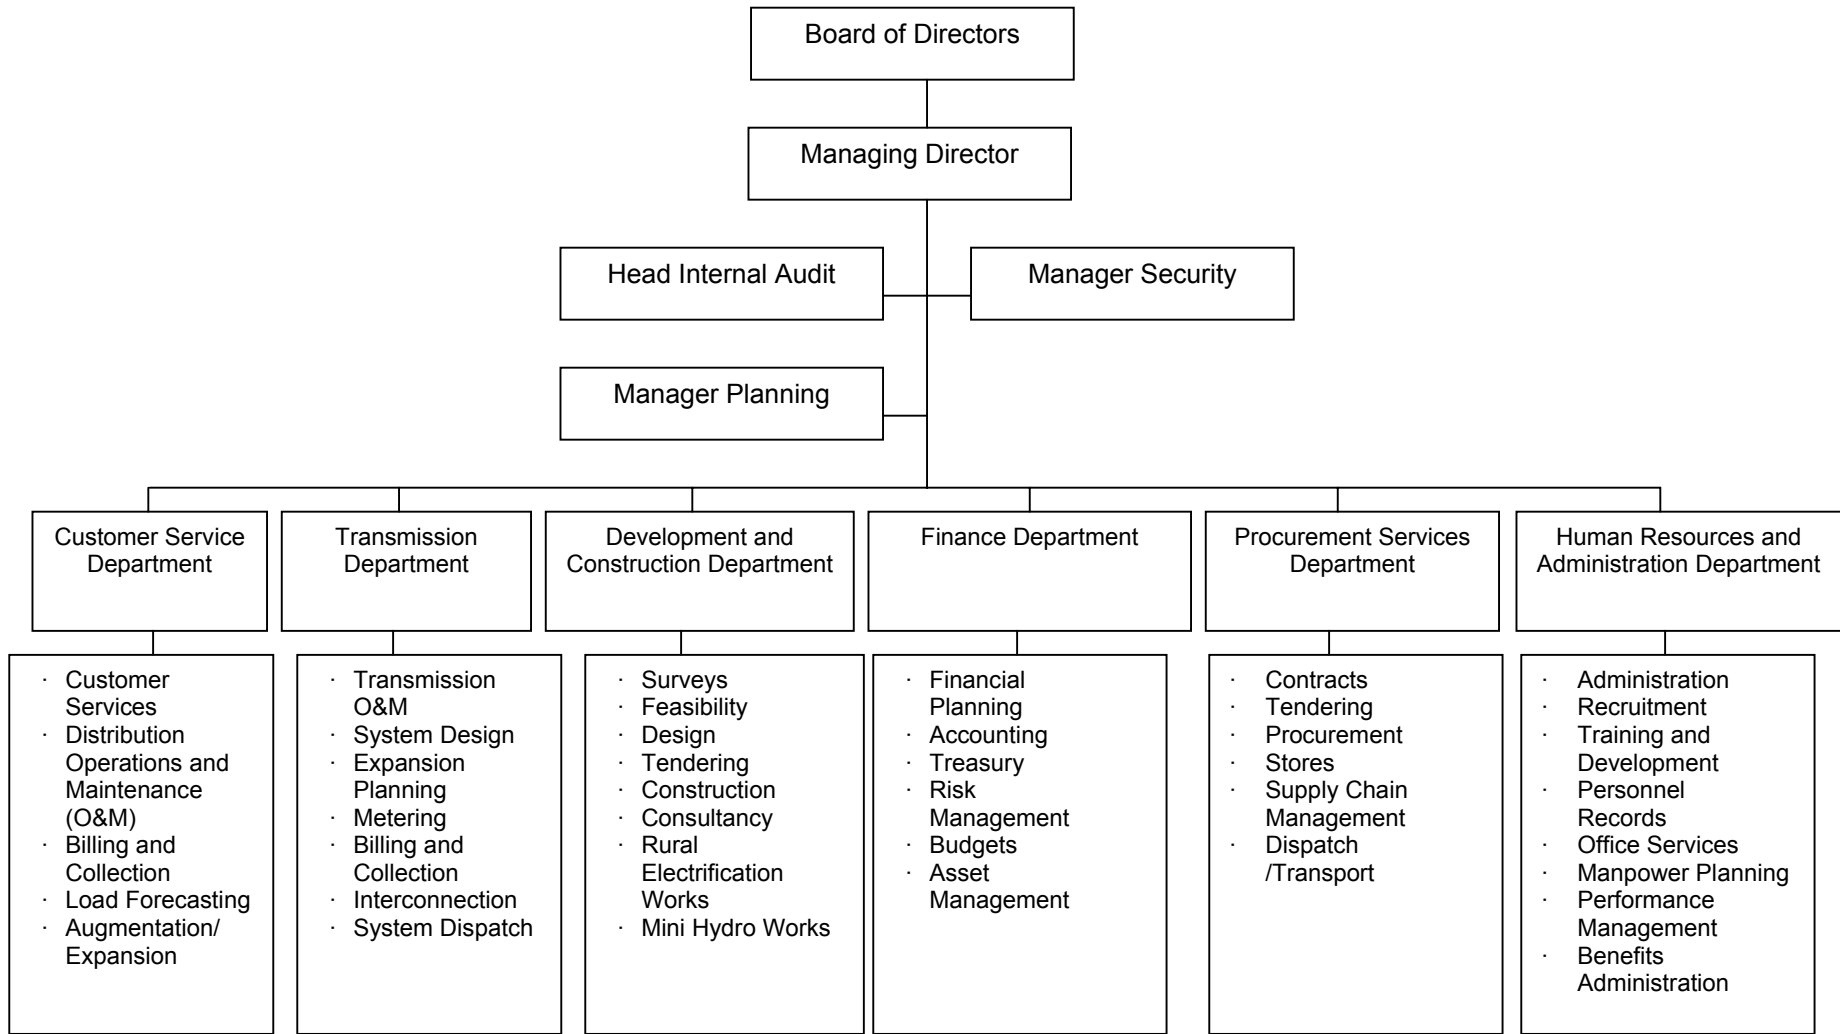 Board of Directors
Managing Director
Head Internal Audit
Manager Security
Manager Planning
Customer Service
Department
Transmission
Department
Development and
Construction Department
Finance Department
Procurement Services
Department
Human Resources and
Administration Department
· Customer
Services
· Distribution
Operations and
Maintenance
(O&M)
· Billing and
Collection
· Load Forecasting
· Augmentation/
Expansion
· Transmission
O&M
· System Design
· Expansion
Planning
· Metering
· Billing and
Collection
· Interconnection
· System Dispatch
· Surveys
· Feasibility
· Design
· Tendering
· Construction
· Consultancy
· Rural
Electrification
Works
· Mini Hydro Works
· Financial
Planning
· Accounting
· Treasury
· Risk
Management
· Budgets
· Asset
Management
· Contracts
· Tendering
· Procurement
· Stores
· Supply Chain
Management
· Dispatch
/Transport
· Administration
· Recruitment
· Training and
Development
· Personnel
Records
· Office Services
· Manpower Planning
· Performance
Management
· Benefits
Administration